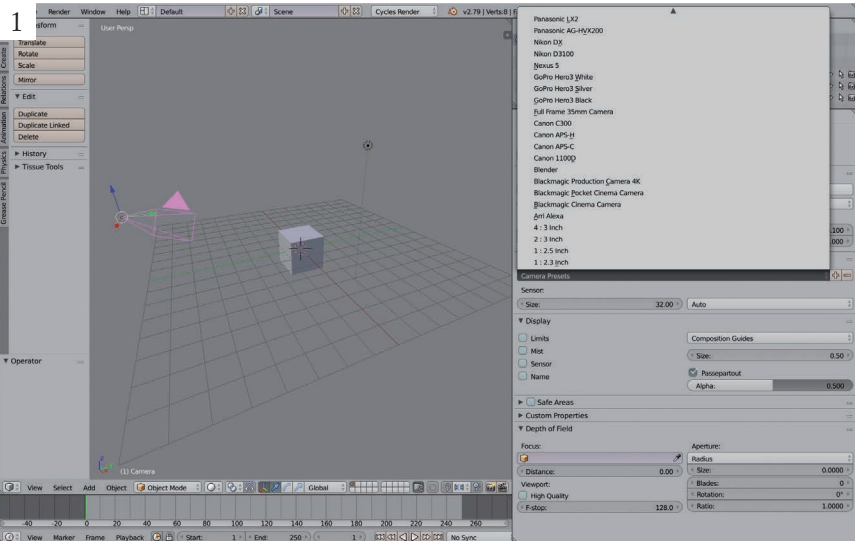 1
Render Window Help Default Scene Cycles Render v2.79 | Verts:8 | F
Translate
Rotate
Scale
Mirror
▼ Edit
Duplicate
Duplicate Linked
Delete
► History
► Tissue Tools
Create
Relations
Animation
Physics
Grease Pencil
▼ Operator
User Persp
(1) Camera
Panasonic LX2
Panasonic AG-HVX200
Nikon DX
Nikon D3100
Nexus 5
GoPro Hero3 White
GoPro Hero3 Silver
GoPro Hero3 Black
Full Frame 35mm Camera
Canon C300
Canon APS-H
Canon APS-C
Canon 1100D
Blender
Blackmagic Production Camera 4K
Blackmagic Pocket Cinema Camera
Blackmagic Cinema Camera
Arri Alexa
4 : 3 Inch
2 : 3 Inch
1 : 2.5 Inch
1 : 2.3 Inch
Camera Presets
Sensor:
Size: 32.00 Auto
▼ Display
Limits Composition Guides
Mist Size: 0.50
Sensor Passepartout
Name Alpha: 0.500
► Safe Areas
► Custom Properties
▼ Depth of Field
Focus: Aperture:
Radius
Distance: 0.00 Size: 0.0000
Viewport: Blades: 0
High Quality Rotation: 0°
F-stop: 128.0 Ratio: 1.0000
View Select Add Object Object Mode Global
-40 -20 0 20 40 60 80 100 120 140 160 180 200 220 240 260
View Marker Frame Playback Start: 1 End: 250 1 No Sync